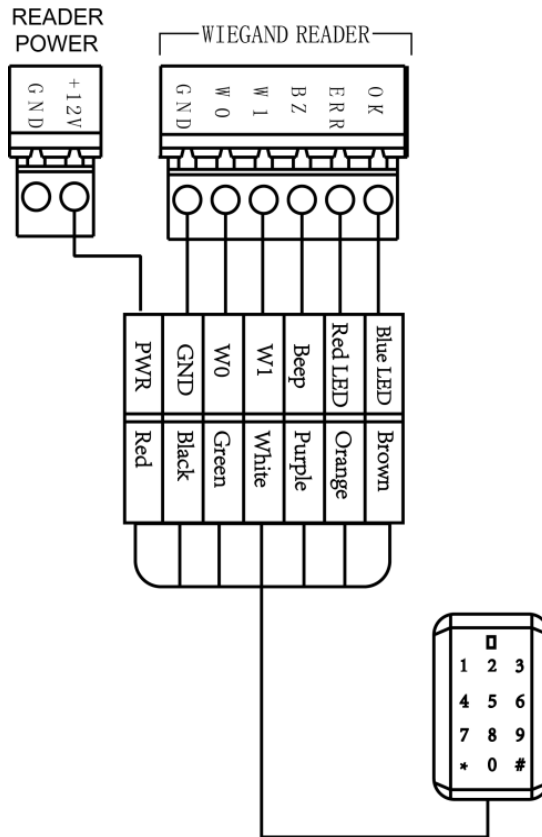 READER
POWER
WIEGAND READER
GND
+12V
GND
W0
W1
BZ
ERR
OK
PWR
GND
W0
W1
Beep
Red LED
Blue LED
Red
Black
Green
White
Purple
Orange
Brown
1 2 3
4 5 6
7 8 9
* 0 #